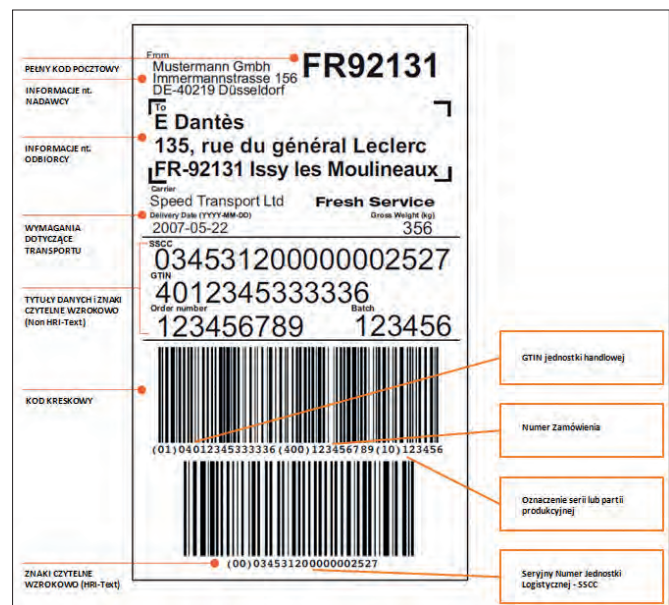 PEŁNY KOD POCZTOWY
INFORMACJE nt.
NADAWCY
INFORMACJE nt.
ODBIORCY
WYMAGANIA
DOTYCZĄCE
TRANSPORTU
TYTUŁY DANYCH i ZNAKI
CZYTELNE WZROKOWO
(Non HRI-Text)
KOD KRESKOWY
ZNAKI CZYTELNE
WZROKOWO (HRI-Text)
From
Mustermann Gmbh
Immermannstrasse 156
DE-40219 Düsseldorf
FR92131
To
E Dantès
135, rue du général Leclerc
FR-92131 Issy les Moulineaux
Carrier
Speed Transport Ltd
Fresh Service
Delivery Date (YYYY-MM-DD)
Gross Weight (kg)
2007-05-22
356
SSCC
034531200000002527
GTIN
4012345333336
Order number
Batch
123456789
123456
(01)04012345333336(400)123456789(10)123456
(00)034531200000002527
GTIN jednostki handlowej
Numer Zamówienia
Oznaczenie serii lub partii
produkcyjnej
Seryjny Numer Jednostki
Logistycznej - SSCC